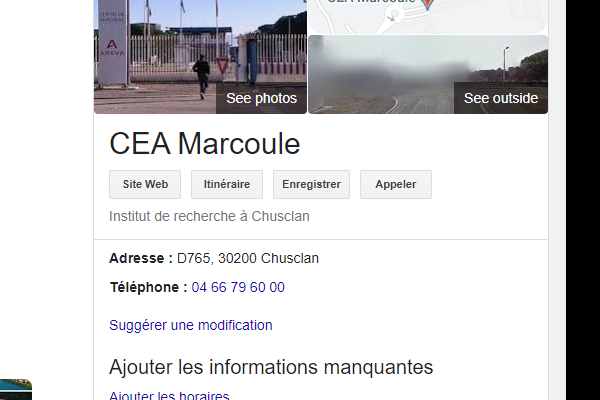 CEA Marcoule
AREVA
See photos
See outside
CEA Marcoule
Site Web
Itinéraire
Enregistrer
Appeler
Institut de recherche à Chusclan
Adresse : D765, 30200 Chusclan
Téléphone : 04 66 79 60 00
Suggérer une modification
Ajouter les informations manquantes
Ajouter les horaires